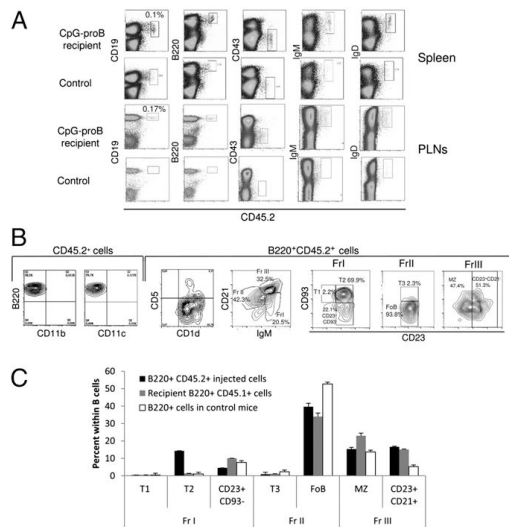 A
CpG-proB
recipient
CD19
0.1%
B220
CD43
IgM
IgD
Spleen
Control
CpG-proB
recipient
CD19
0.17%
B220
CD43
IgM
IgD
PLNs
Control
CD45.2
B
CD45.2+ cells
B220+CD45.2+ cells
B220
CD11b
CD11c
CD5
CD1d
CD21
Fr III
32.5%
Fr II
42.3%
FrI
20.5%
IgM
CD93
FrI
T2 69.9%
T1 2.2%
22.1%
CD23+
CD93-
FrII
T3 2.3%
FoB
93.8%
FrIII
MZ
47.4%
CD23+CD21+
51.3%
CD23
C
Percent within B cells
60
50
40
30
20
10
0
B220+ CD45.2+ injected cells
Recipient B220+ CD45.1+ cells
B220+ cells in control mice
T1
T2
CD23+
CD93-
T3
FoB
MZ
CD23+
CD21+
Fr I
Fr II
Fr III